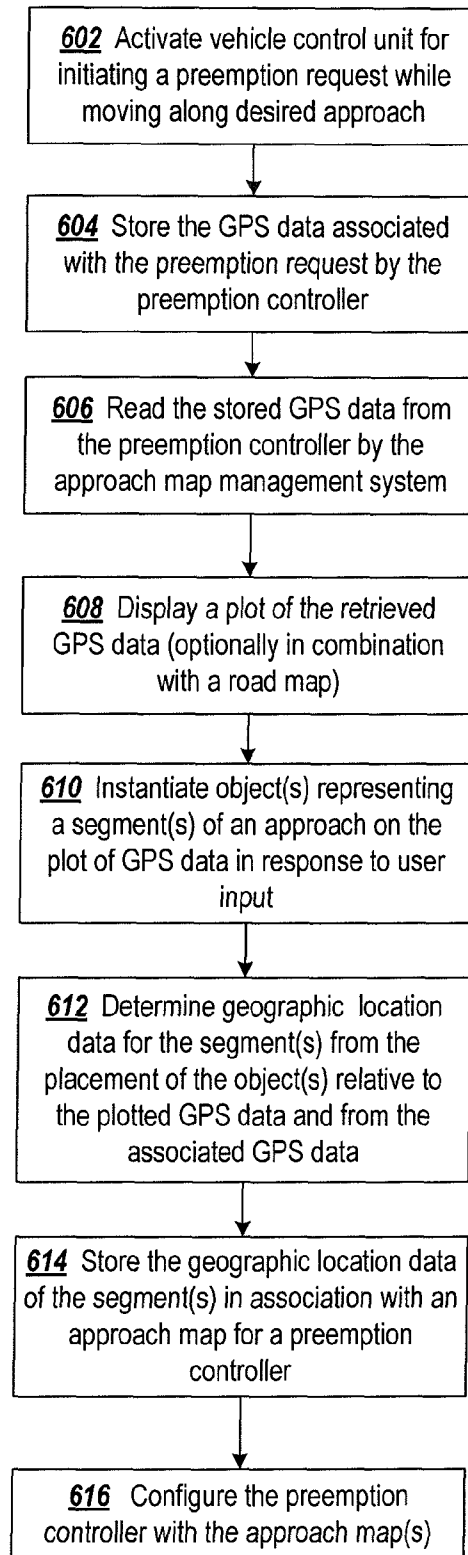 602 Activate vehicle control unit for
initiating a preemption request while
moving along desired approach
604 Store the GPS data associated
with the preemption request by the
preemption controller
606 Read the stored GPS data from
the preemption controller by the
approach map management system
608 Display a plot of the retrieved
GPS data (optionally in combination
with a road map)
610 Instantiate object(s) representing
a segment(s) of an approach on the
plot of GPS data in response to user
input
612 Determine geographic location
data for the segment(s) from the
placement of the object(s) relative to
the plotted GPS data and from the
associated GPS data
614 Store the geographic location data
of the segment(s) in association with an
approach map for a preemption
controller
616 Configure the preemption
controller with the approach map(s)